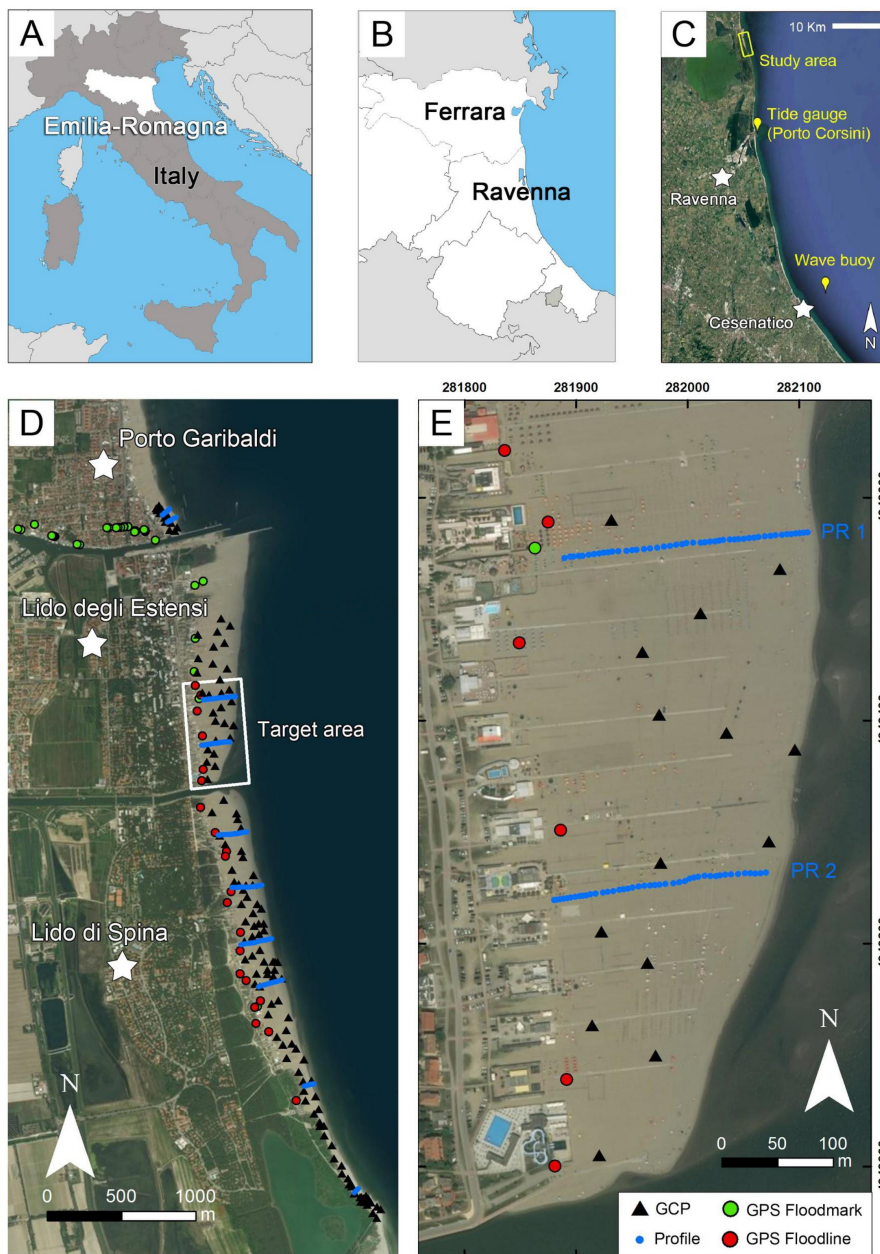 A
Emilia-Romagna
Italy
B
Ferrara
Ravenna
C
10 Km
Study area
Tide gauge
(Porto Corsini)
Ravenna
Wave buoy
Cesenatico
N
D
Porto Garibaldi
Lido degli Estensi
Target area
Lido di Spina
N
0 500 1000
m
281800 281900 282000 282100
E
PR 1
PR 2
N
0 50 100
m
GCP
GPS Floodmark
Profile
GPS Floodline